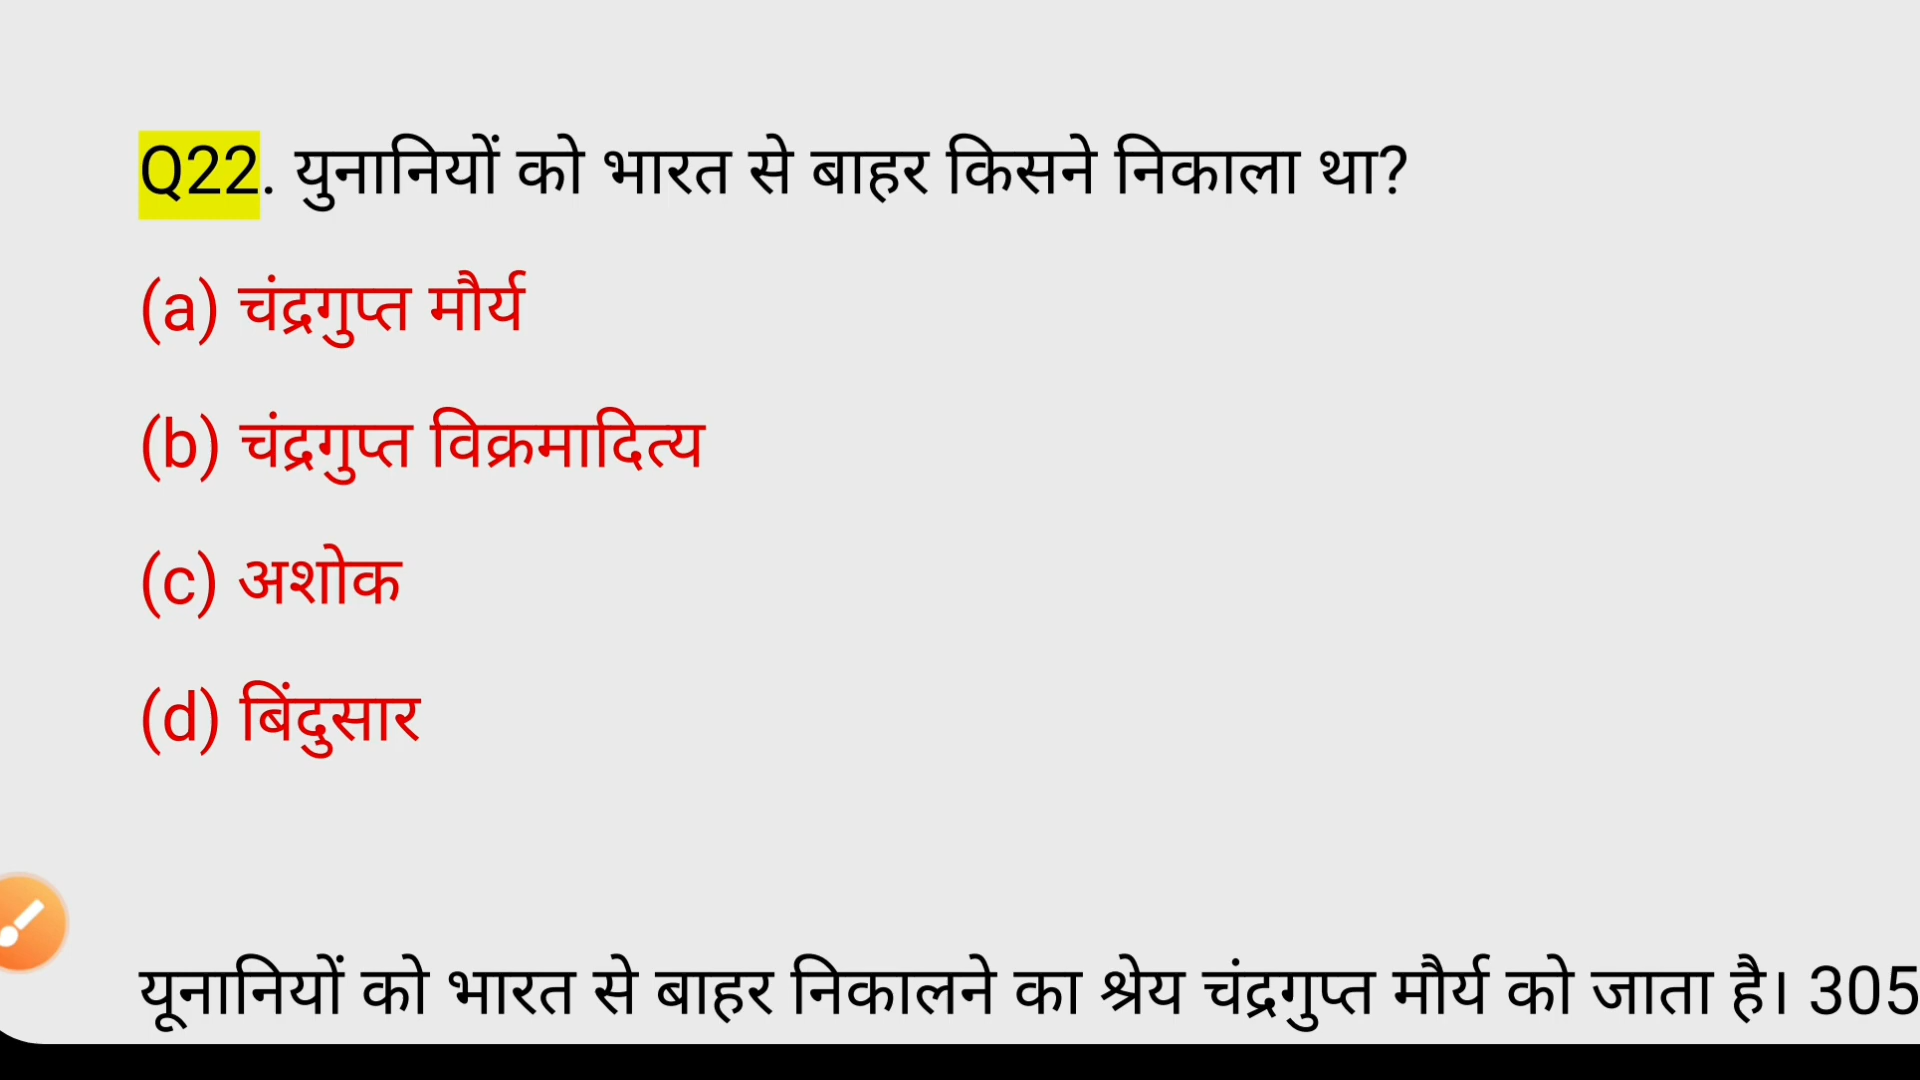 Q22. युनानियों को भारत से बाहर किसने निकाला था?
(a) चंद्रगुप्त मौर्य
(b) चंद्रगुप्त विक्रमादित्य
(c) अशोक
(d) बिंदुसार
यूनानियों को भारत से बाहर निकालने का श्रेय चंद्रगुप्त मौर्य को जाता है। 305